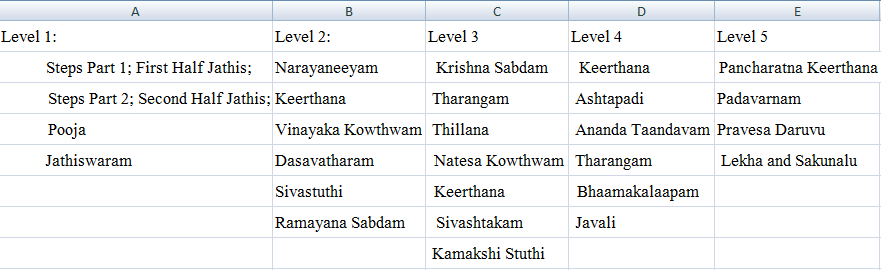 A B C D E
Level 1: Level 2: Level 3 Level 4 Level 5
Steps Part 1; First Half Jathis; Narayaneeyam Krishna Sabdam Keerthana Pancharatna Keerthana
Steps Part 2; Second Half Jathis; Keerthana Tharangam Ashtapadi Padavarnam
Pooja Vinayaka Kowthwam Thillana Ananda Taandavam Pravesa Daruvu
Jathiswaram Dasavatharam Natesa Kowthwam Tharangam Lekha and Sakunalu
Sivastuthi Keerthana Bhaamakalaapam
Ramayana Sabdam Sivashtakam Javali
Kamakshi Stuthi